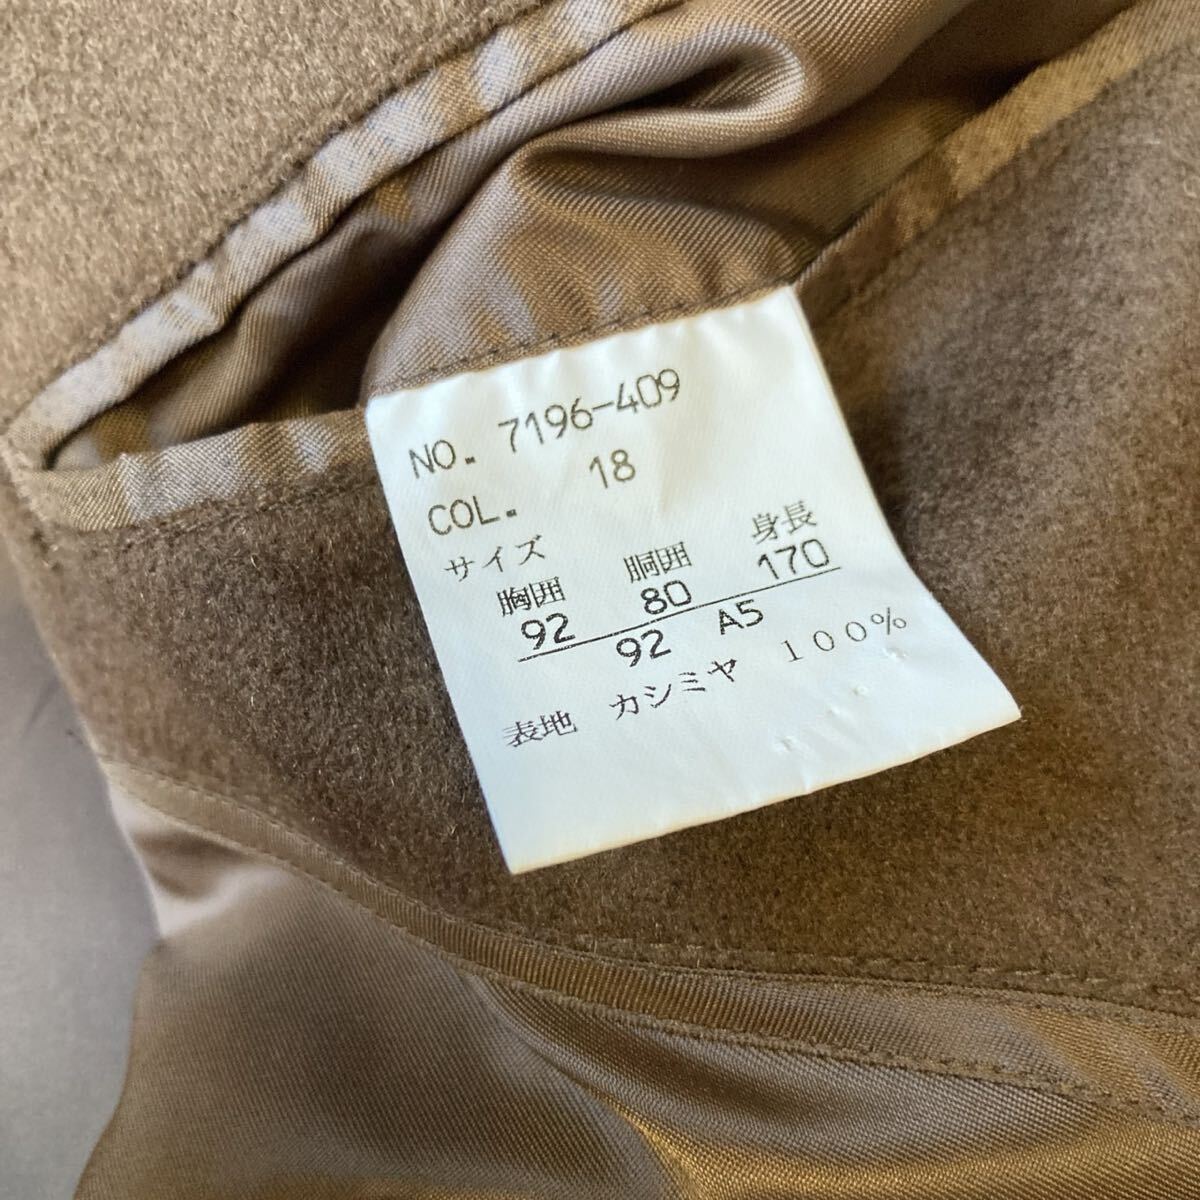 NO. 7196-409
COL. 18
サイズ
胸囲 胴囲 身長
92 80 170
92 A5
表地 カシミヤ 100%